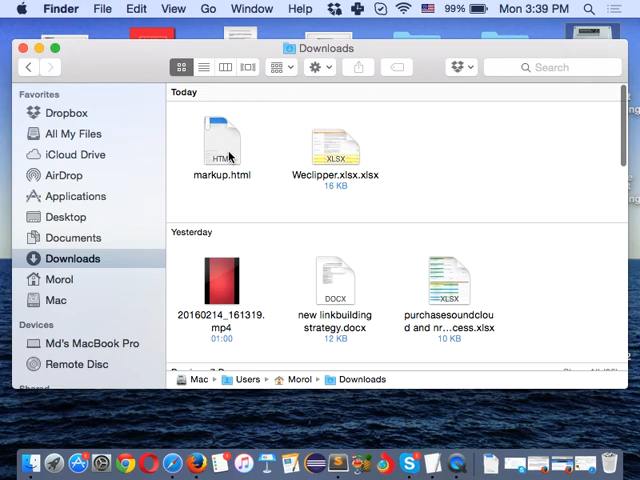 Finder File Edit View Go Window Help 99% Mon 3:39 PM
Downloads
Search
Favorites
Dropbox
All My Files
iCloud Drive
AirDrop
Applications
Desktop
Documents
Downloads
Morol
Mac
Devices
Md's MacBook Pro
Remote Disc
Today
HTML
markup.html
XLSX
Weclipper.xlsx.xlsx
16 KB
Yesterday
20160214_161319.
mp4
01:00
DOCX
new linkbuilding
strategy.docx
12 KB
XLSX
purchasesoundclou
d and nr...cess.xlsx
10 KB
Mac Users Morol Downloads